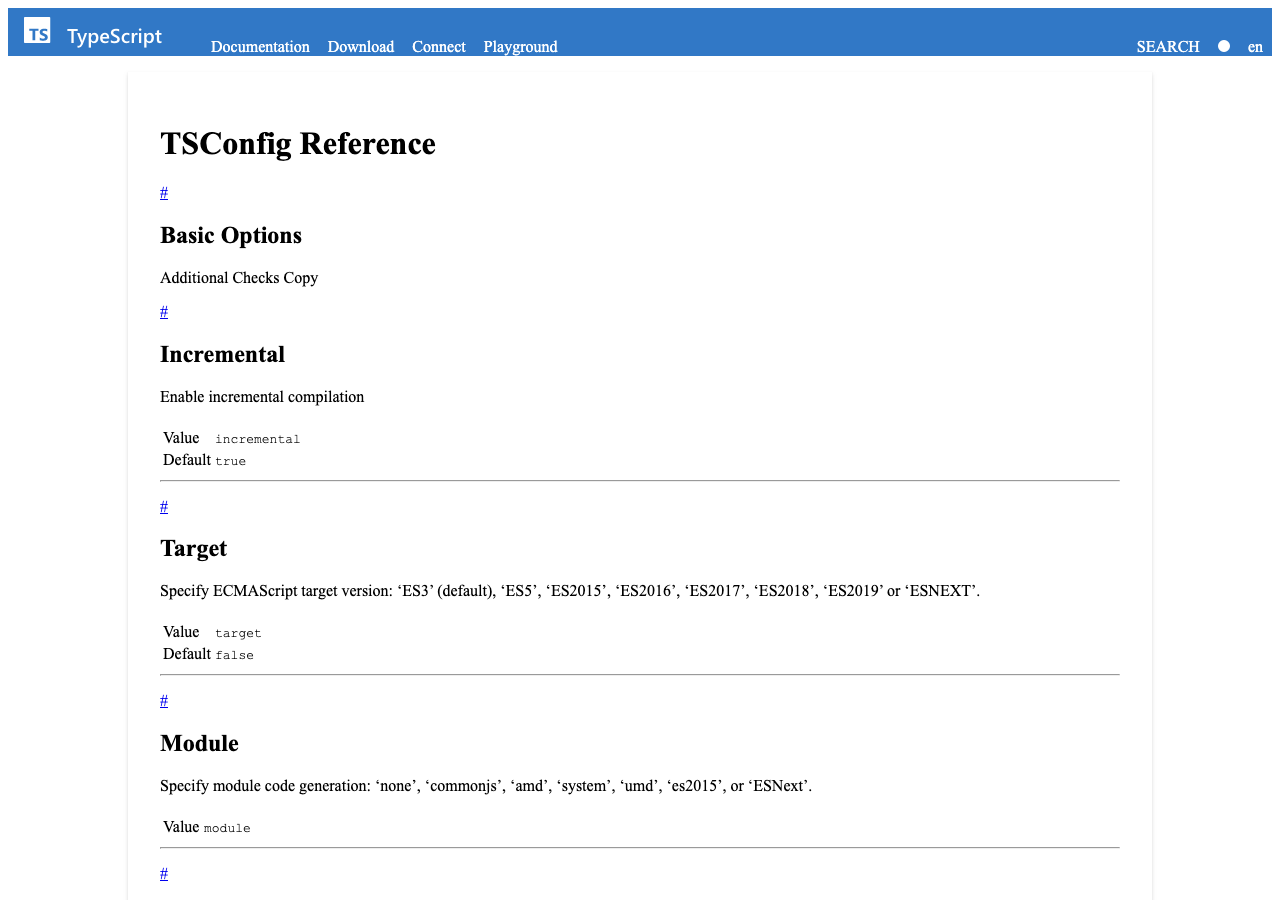 TS TypeScript Documentation Download Connect Playground SEARCH en
TSConfig Reference
#
Basic Options
Additional Checks Copy
#
Incremental
Enable incremental compilation
Value incremental
Default true
#
Target
Specify ECMAScript target version: ‘ES3’ (default), ‘ES5’, ‘ES2015’, ‘ES2016’, ‘ES2017’, ‘ES2018’, ‘ES2019’ or ‘ESNEXT’.
Value target
Default false
#
Module
Specify module code generation: ‘none’, ‘commonjs’, ‘amd’, ‘system’, ‘umd’, ‘es2015’, or ‘ESNext’.
Value module
#